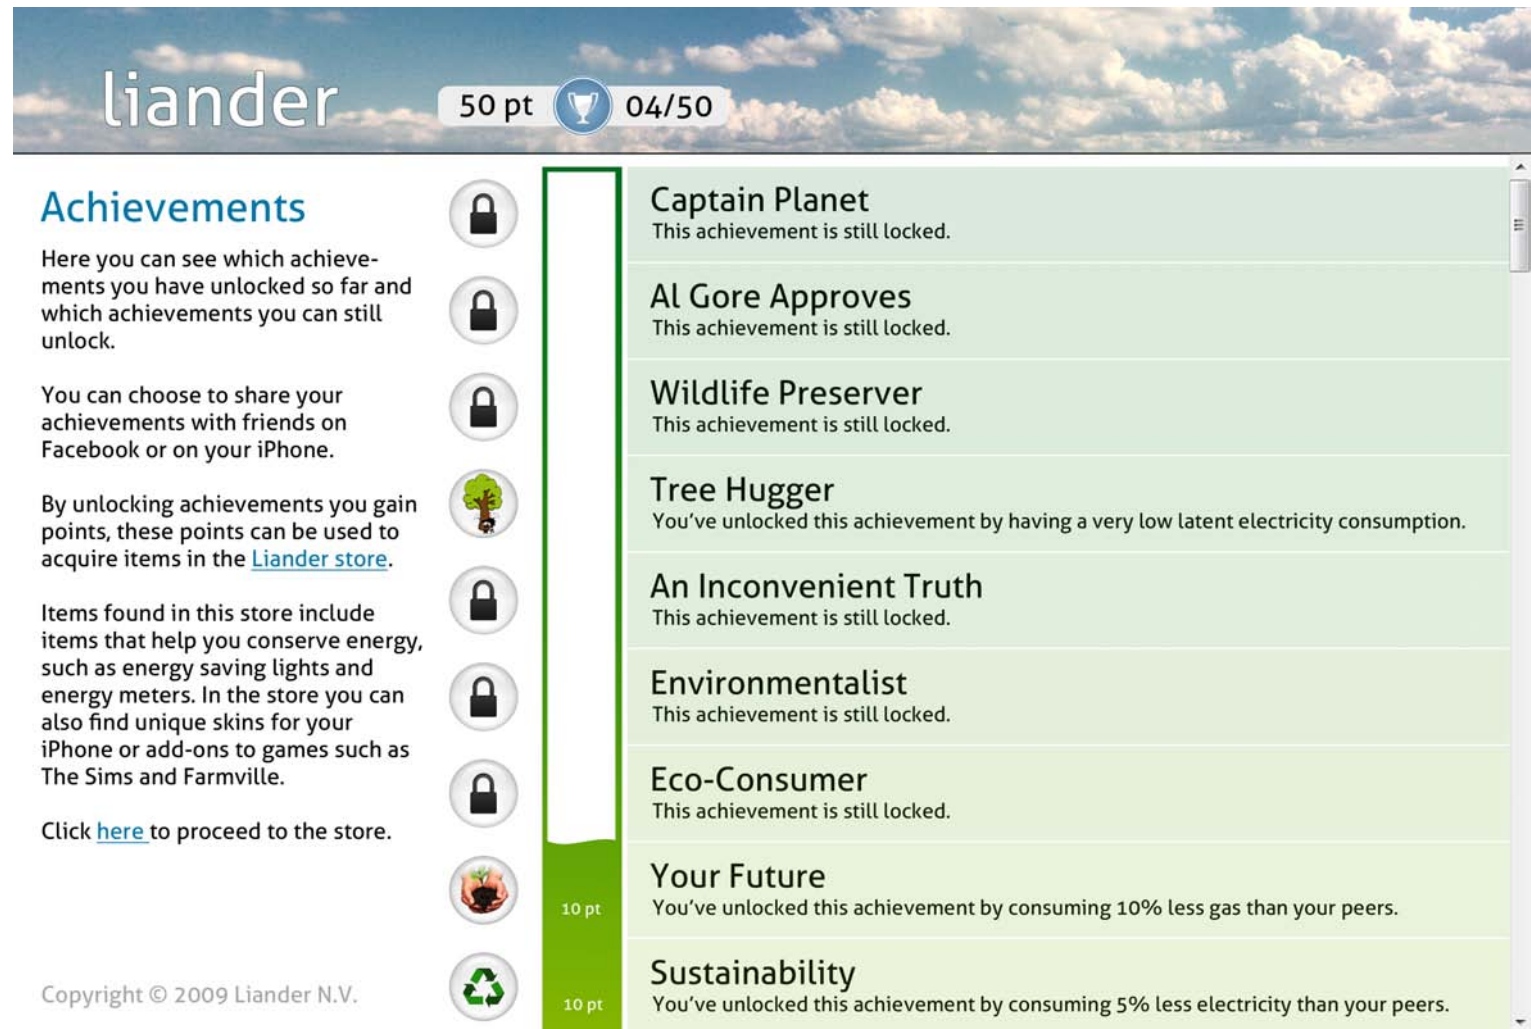 liander
50 pt
04/50
Achievements
Here you can see which achieve-
ments you have unlocked so far and
which achievements you can still
unlock.
You can choose to share your
achievements with friends on
Facebook or on your iPhone.
By unlocking achievements you gain
points, these points can be used to
acquire items in the Liander store.
Items found in this store include
items that help you conserve energy,
such as energy saving lights and
energy meters. In the store you can
also find unique skins for your
iPhone or add-ons to games such as
The Sims and Farmville.
Click here to proceed to the store.
Copyright © 2009 Liander N.V.
10 pt
10 pt
Captain Planet
This achievement is still locked.
Al Gore Approves
This achievement is still locked.
Wildlife Preserver
This achievement is still locked.
Tree Hugger
You've unlocked this achievement by having a very low latent electricity consumption.
An Inconvenient Truth
This achievement is still locked.
Environmentalist
This achievement is still locked.
Eco-Consumer
This achievement is still locked.
Your Future
You've unlocked this achievement by consuming 10% less gas than your peers.
Sustainability
You've unlocked this achievement by consuming 5% less electricity than your peers.